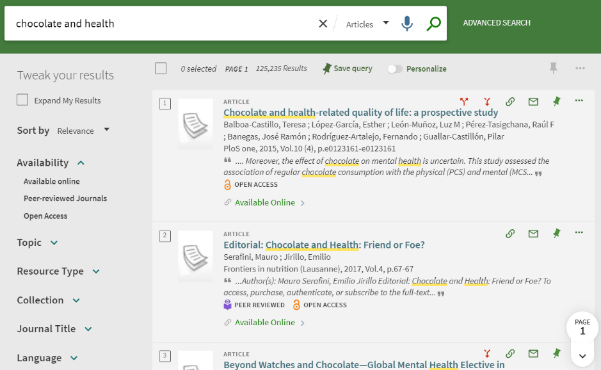 chocolate and health
Articles
ADVANCED SEARCH
Tweak your results
Expand My Results
Sort by Relevance
Availability
Available online
Peer-reviewed Journals
Open Access
Topic
Resource Type
Collection
Journal Title
Language
0 selected PAGE 1 125,235 Results Save query Personalize
1
ARTICLE
Chocolate and health-related quality of life: a prospective study
Balboa-Castillo, Teresa ; López-García, Esther ; León-Muñoz, Luz M ; Pérez-Tasigchana, Raúl F
; Banegas, José Ramón ; Rodríguez-Artalejo, Fernando ; Guallar-Castillón, Pilar
PloS one, 2015, Vol.10 (4), p.e0123161-e0123161
“ .... Moreover, the effect of chocolate on mental health is uncertain. This study assessed the
association of regular chocolate consumption with the physical (PCS) and mental (MCS... ”
OPEN ACCESS
Available Online
2
ARTICLE
Editorial: Chocolate and Health: Friend or Foe?
Serafini, Mauro ; Jirillo, Emilio
Frontiers in nutrition (Lausanne), 2017, Vol.4, p.67-67
“ ...Author(s): Mauro Serafini, Emilio Jirillo Editorial: Chocolate and Health: Friend or Foe? To
access, purchase, authenticate, or subscribe to the full-text... ”
PEER REVIEWED OPEN ACCESS
Available Online
3
ARTICLE
Beyond Watches and Chocolate—Global Mental Health Elective in
PAGE
1